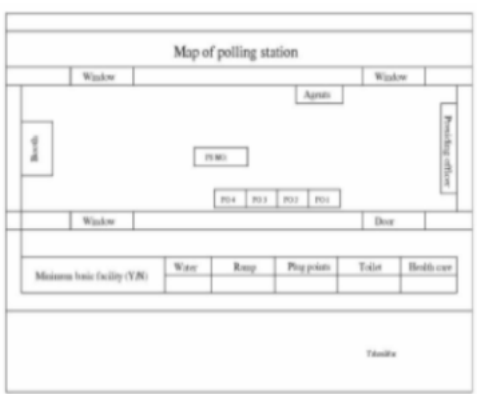 Map of polling station
Window Window
Agents
Booth
Presiding officer
PO4 PO3 PO2 PO1
Window Door
Water Ramp Plug points Toilet Health care
Minimum basic facility (Y/N)